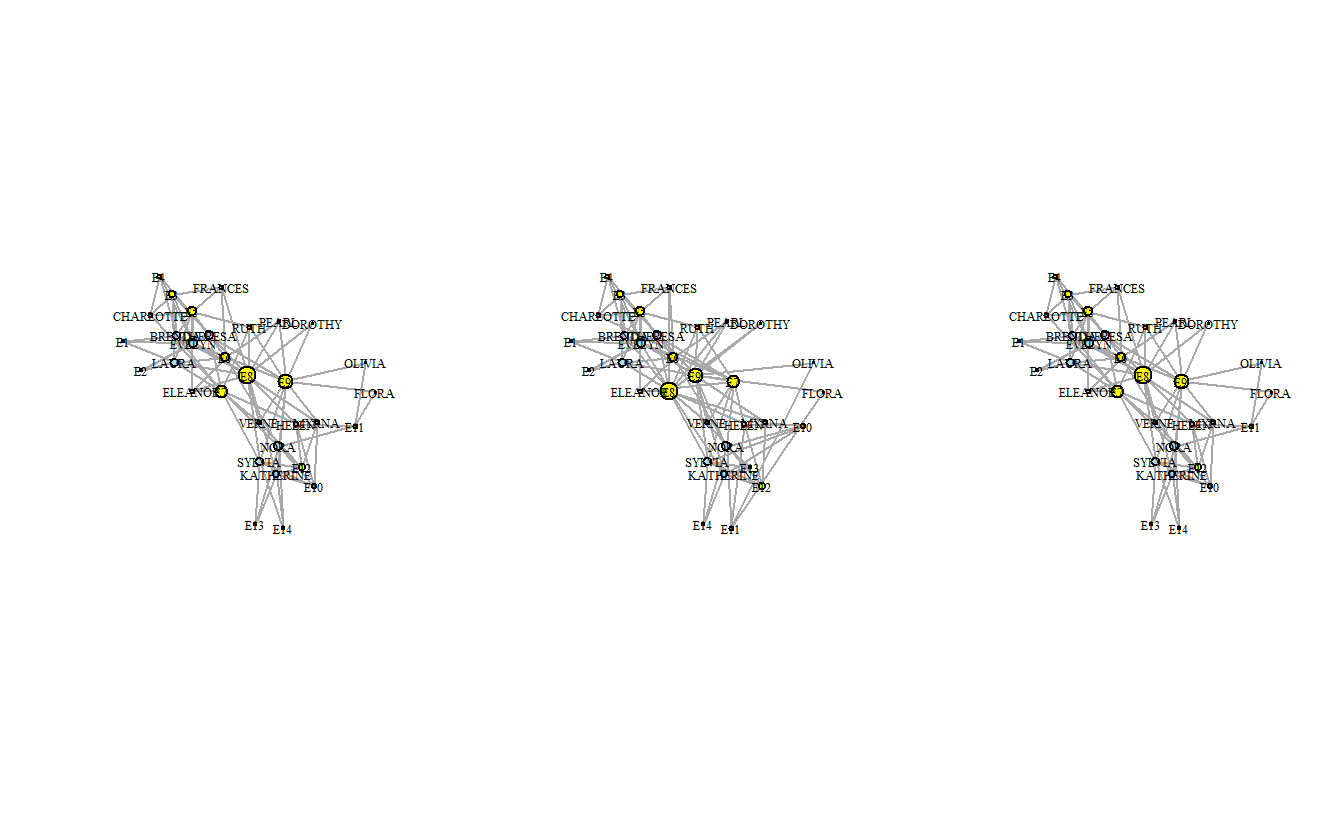 E4
FRANCES
CHARLOTTE
RUTH
PEARL
DOROTHY
E1
BRENDA
THERESA
EVELYN
E2
LAURA
E8
E9
OLIVIA
ELEANOR
FLORA
VERNE
HELEN
MYRNA
E11
NORA
SYLVIA
E12
KATHERINE
E10
E13
E14
E4
FRANCES
CHARLOTTE
RUTH
PEARL
DOROTHY
E1
BRENDA
THERESA
EVELYN
E2
LAURA
E9
OLIVIA
ELEANOR
E8
FLORA
VERNE
HELEN
MYRNA
E10
NORA
SYLVIA
E13
KATHERINE
E12
E14
E11
E4
FRANCES
CHARLOTTE
RUTH
PEARL
DOROTHY
E1
BRENDA
THERESA
EVELYN
E2
LAURA
E8
E9
OLIVIA
ELEANOR
FLORA
VERNE
HELEN
MYRNA
E11
NORA
SYLVIA
E12
KATHERINE
E10
E13
E14